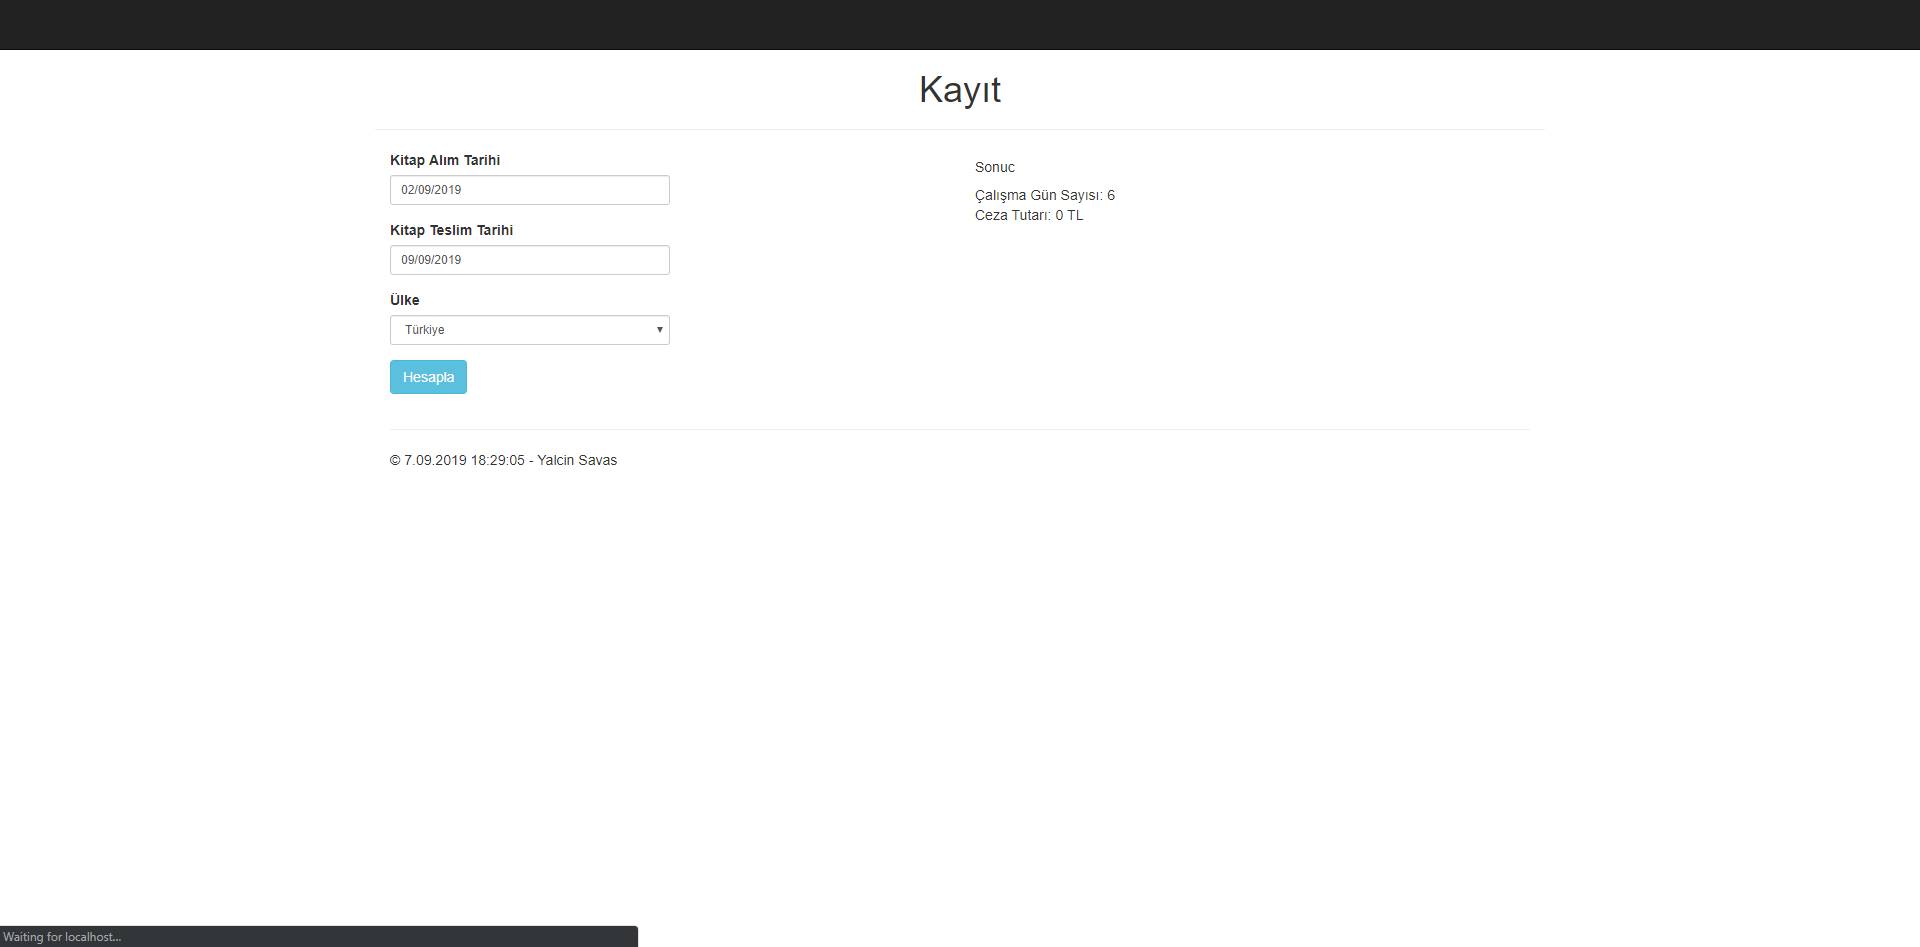 Kayıt
Kitap Alım Tarihi
02/09/2019
Kitap Teslim Tarihi
09/09/2019
Ülke
Türkiye
Hesapla
Sonuc
Çalışma Gün Sayısı: 6
Ceza Tutarı: 0 TL
© 7.09.2019 18:29:05 - Yalcin Savas
Waiting for localhost...